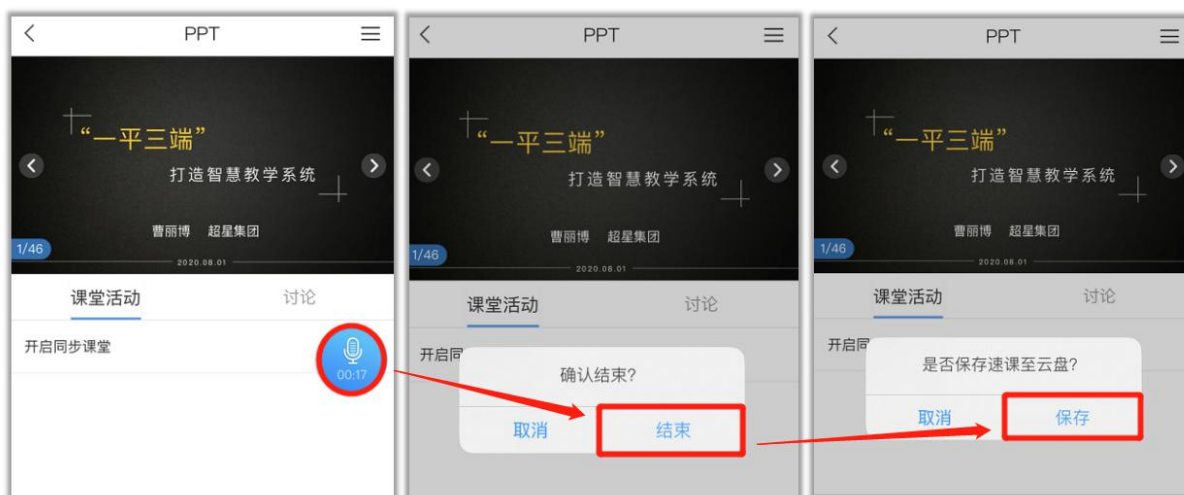 PPT
“一平三端”
打造智慧教学系统
曹丽博 超星集团
1/46
2020.08.01
课堂活动 讨论
开启同步课堂
00:17
PPT
“一平三端”
打造智慧教学系统
曹丽博 超星集团
1/46
2020.08.01
课堂活动 讨论
开启同
确认结束?
取消 结束
PPT
“一平三端”
打造智慧教学系统
曹丽博 超星集团
1/46
2020.08.01
课堂活动 讨论
开启同
是否保存速课至云盘?
取消 保存